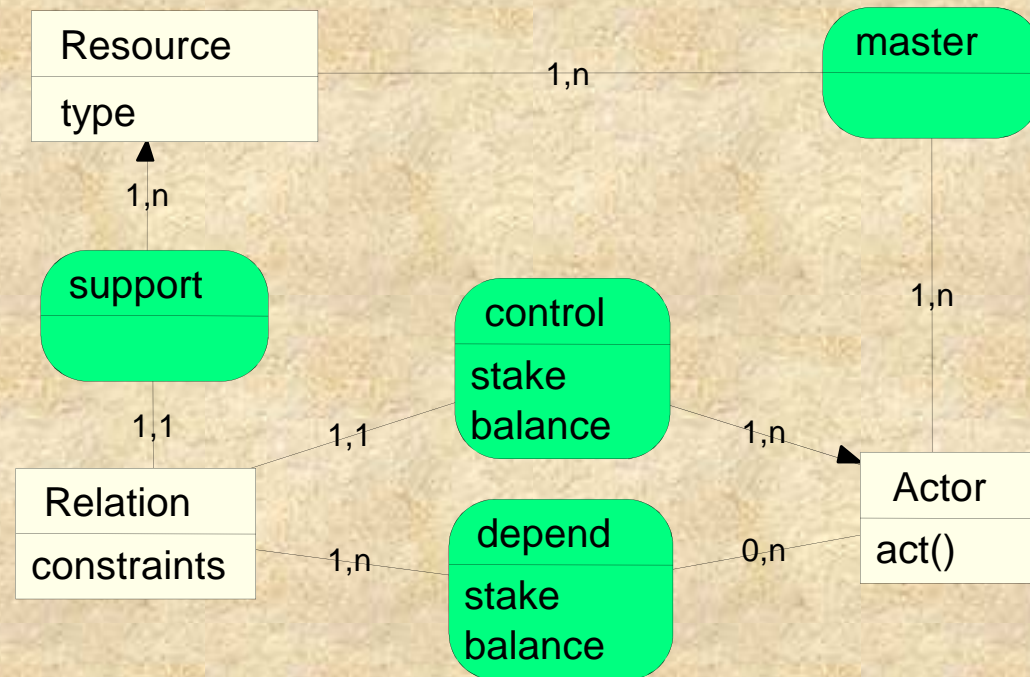 Resource
type
master
1,n
1,n
support
control
stake
balance
1,n
1,1
1,1
1,n
Relation
constraints
depend
stake
balance
1,n
0,n
Actor
act()